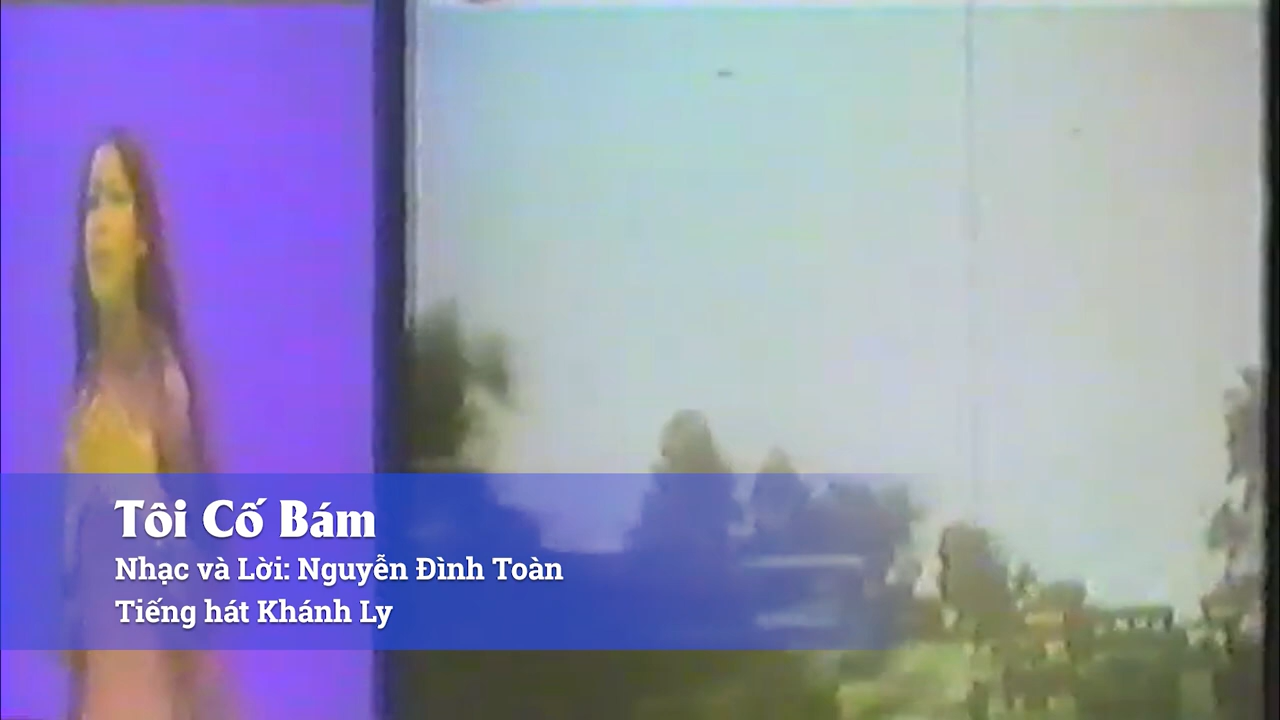 Tôi Cố Bám
Nhạc và Lời: Nguyễn Đình Toàn
Tiếng hát Khánh Ly